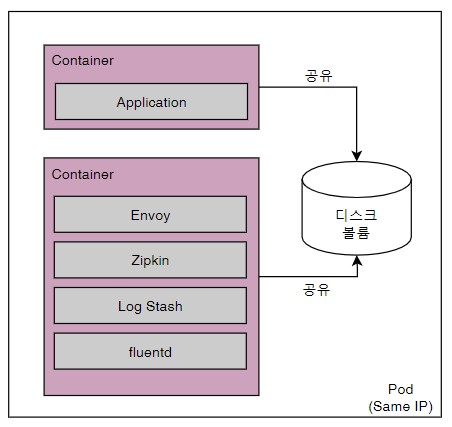 Container
Application
공유
Container
Envoy
Zipkin
Log Stash
fluentd
디스크
볼륨
공유
Pod
(Same IP)